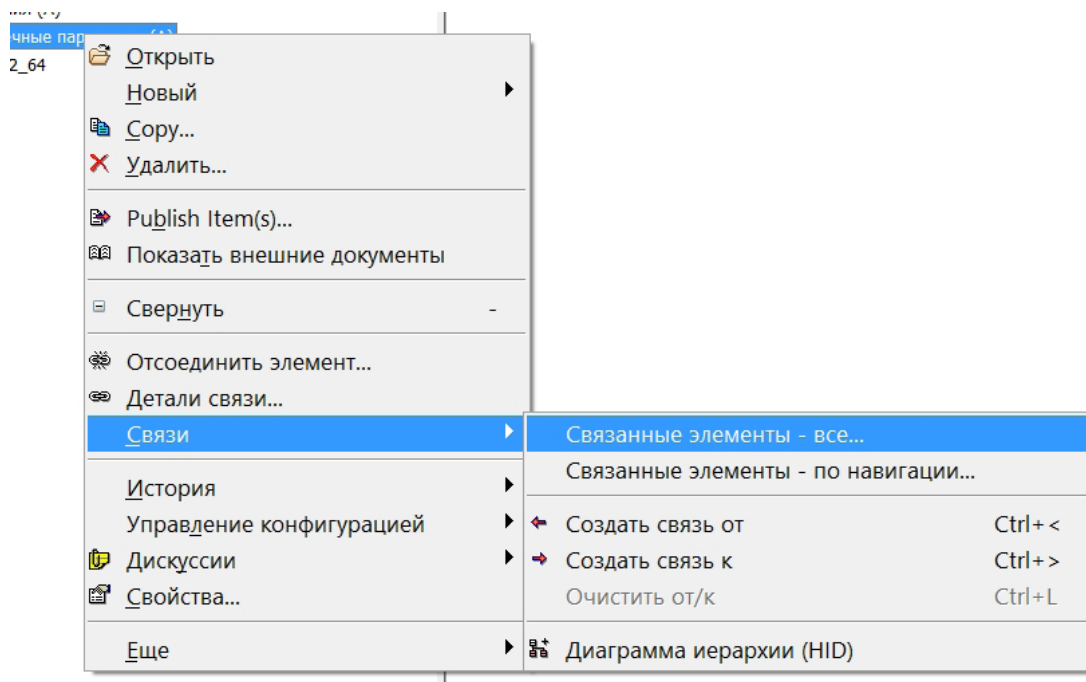 2_64
Открыть
Новый
Copy...
Удалить...
Publish Item(s)...
Показать внешние документы
Свернуть -
Отсоединить элемент...
Детали связи...
Связи
Связанные элементы - все...
Связанные элементы - по навигации...
История
Управление конфигурацией
Создать связь от Ctrl+<
Дискуссии
Создать связь к Ctrl+>
Свойства...
Очистить от/к Ctrl+L
Еще
Диаграмма иерархии (HID)